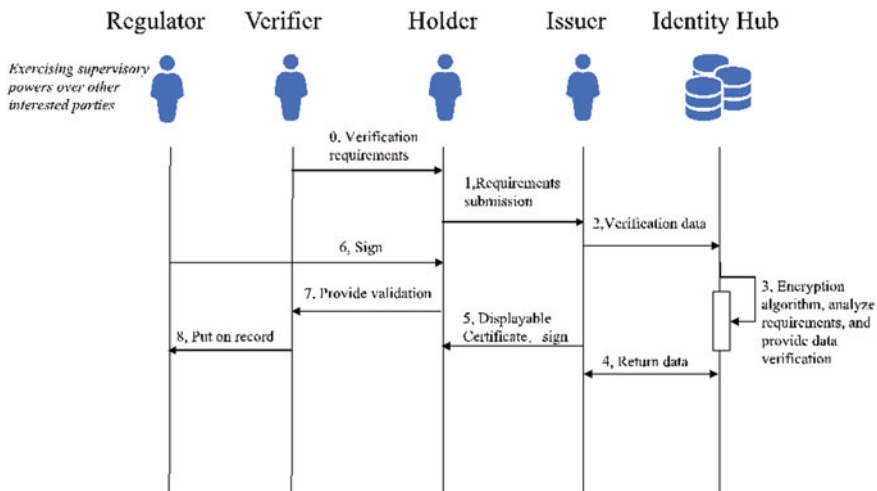 Regulator
Verifier
Holder
Issuer
Identity Hub
Exercising supervisory
powers over other
interested parties
0, Verification
requirements
1,Requirements
submission
2,Verification data
6, Sign
3, Encryption
algorithm, analyze
requirements, and
provide data
verification
7, Provide validation
5, Displayable
Certificate、sign
8, Put on record
4, Return data